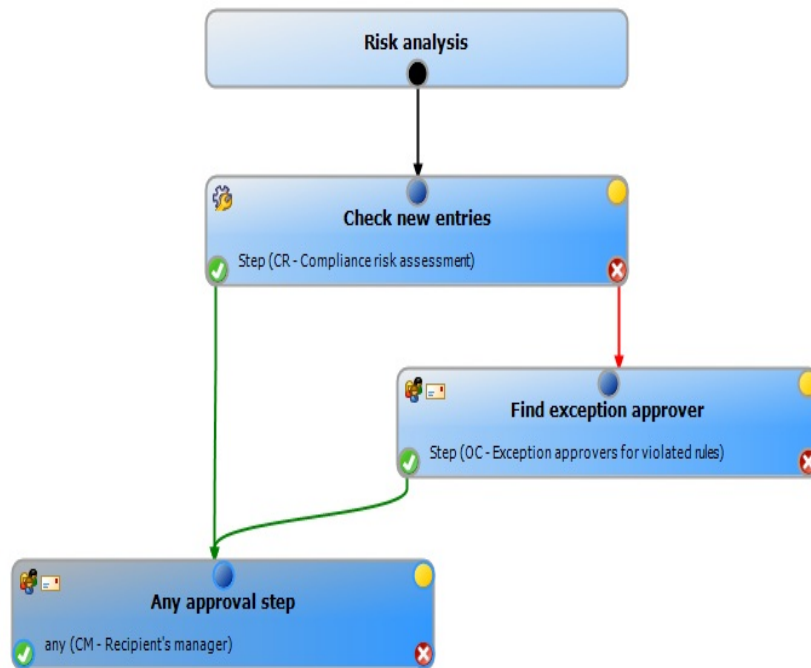 Risk analysis
Check new entries
Step (CR - Compliance risk assessment)
Find exception approver
Step (OC - Exception approvers for violated rules)
Any approval step
any (CM - Recipient's manager)